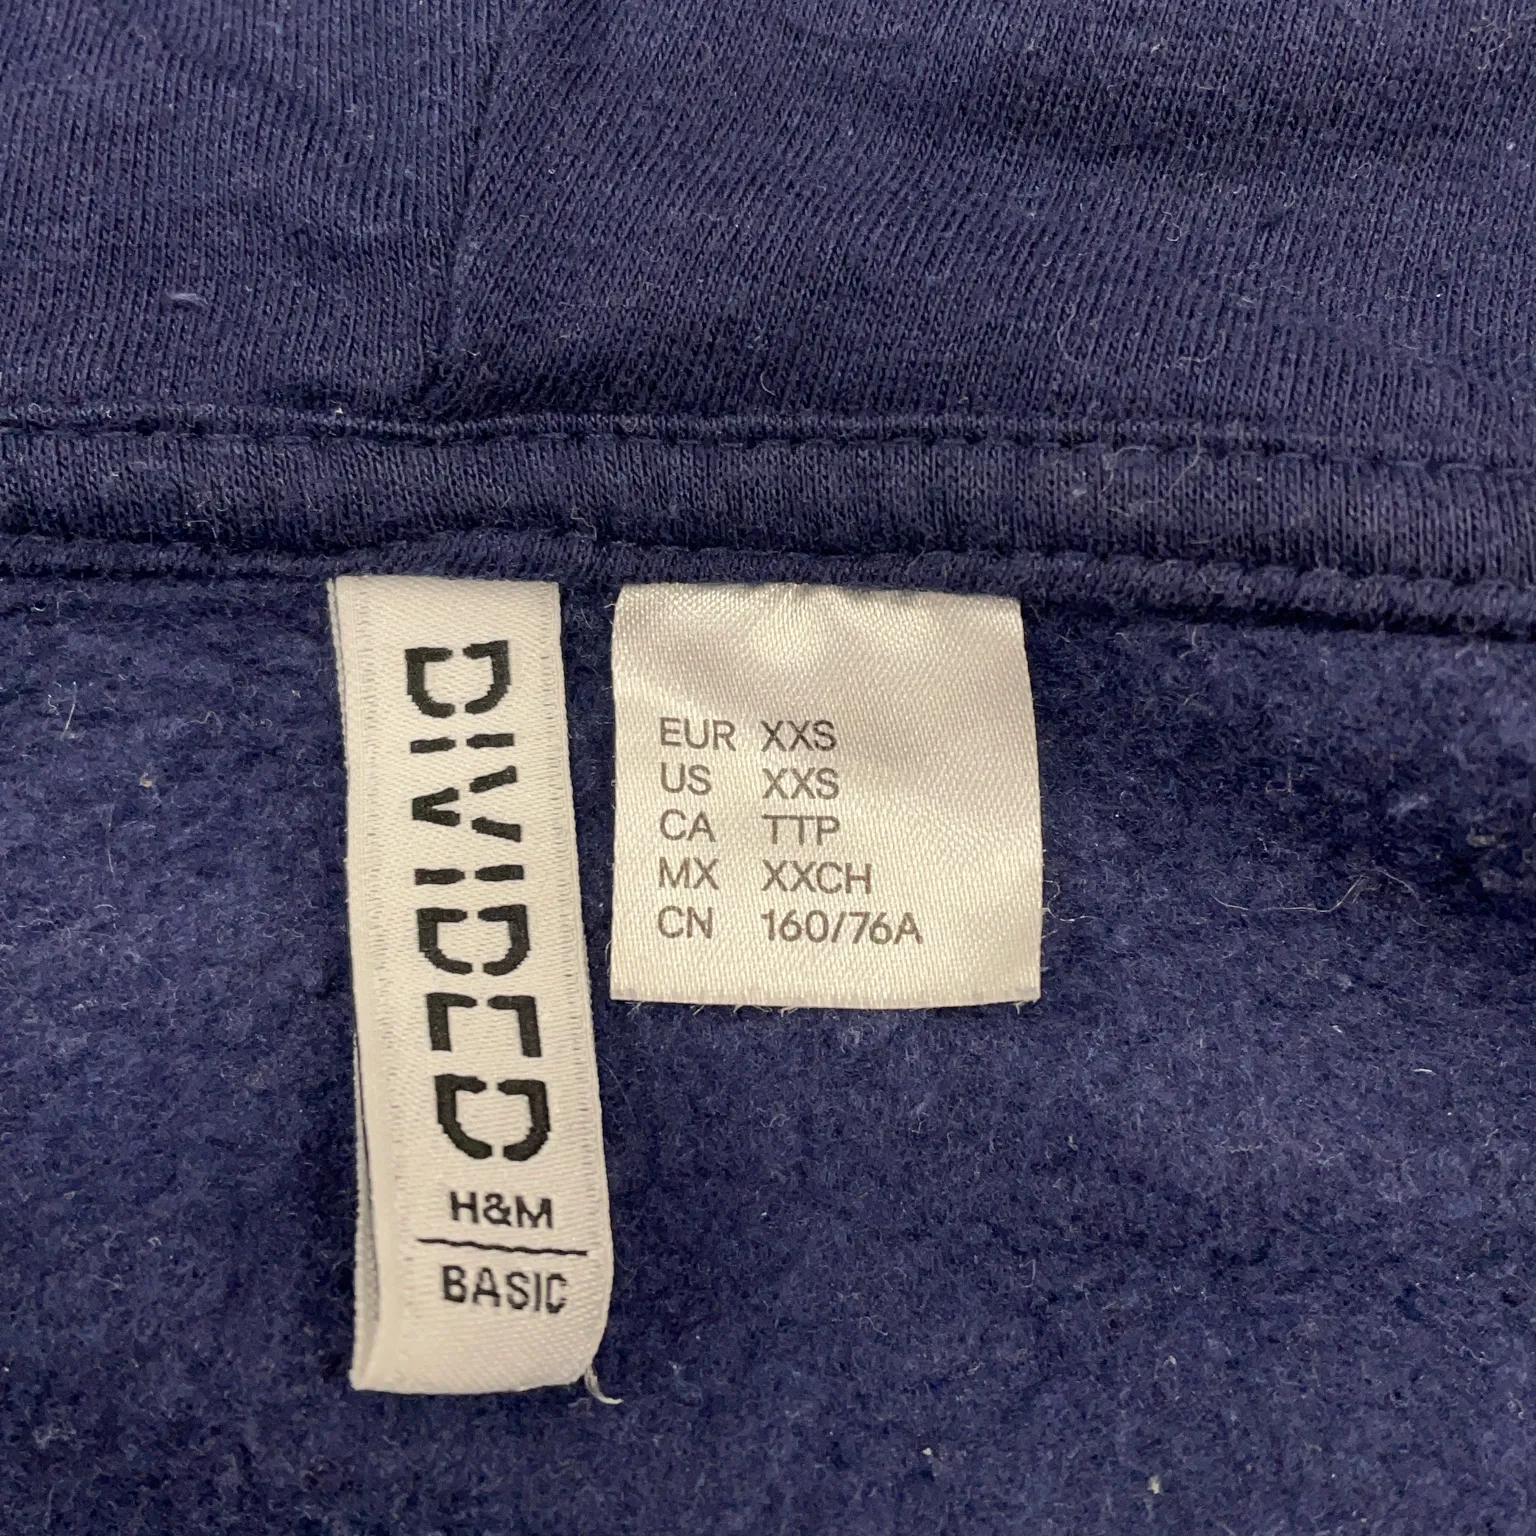 DIVIDED
H&M
BASIC
EUR XXS
US XXS
CA TTP
MX XXCH
CN 160/76A